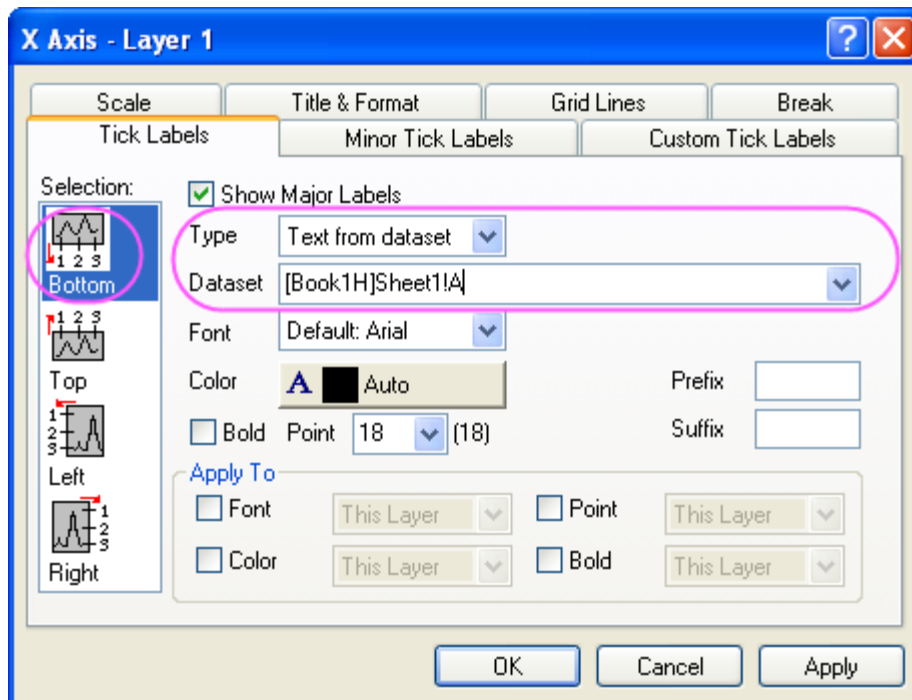 X Axis - Layer 1
Scale Title & Format Grid Lines Break
Tick Labels Minor Tick Labels Custom Tick Labels
Selection:
1 2 3
Bottom
1 2 3
Top
1
2
3
Left
1
2
3
Right
Show Major Labels
Type Text from dataset
Dataset [Book1H]Sheet1!A
Font Default: Arial
Color A Auto Prefix
Bold Point 18 (18) Suffix
Apply To
Font This Layer Point This Layer
Color This Layer Bold This Layer
OK Cancel Apply